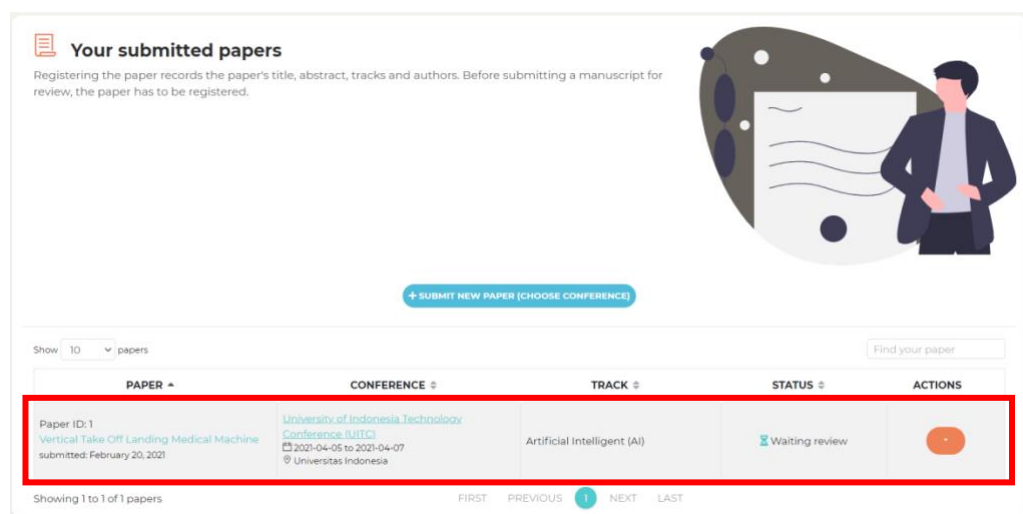 Your submitted papers
Registering the paper records the paper's title, abstract, tracks and authors. Before submitting a manuscript for
review, the paper has to be registered.
+ SUBMIT NEW PAPER (CHOOSE CONFERENCE)
Show 10 papers
Find your paper
PAPER CONFERENCE TRACK STATUS ACTIONS
Paper ID: 1
Vertical Take Off Landing Medical Machine
submitted: February 20, 2021
University of Indonesia Technology
Conference (UITC)
2021-04-05 to 2021-04-07
Universitas Indonesia
Artificial Intelligent (AI)
Waiting review
Showing 1 to 1 of 1 papers
FIRST PREVIOUS 1 NEXT LAST